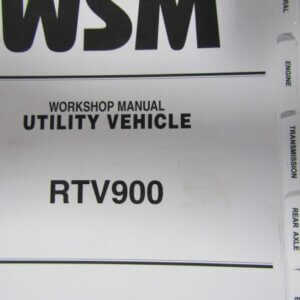 WSM
WORKSHOP MANUAL
UTILITY VEHICLE
RTV900
ENGINE
TRANSMISSION
REAR AXLE